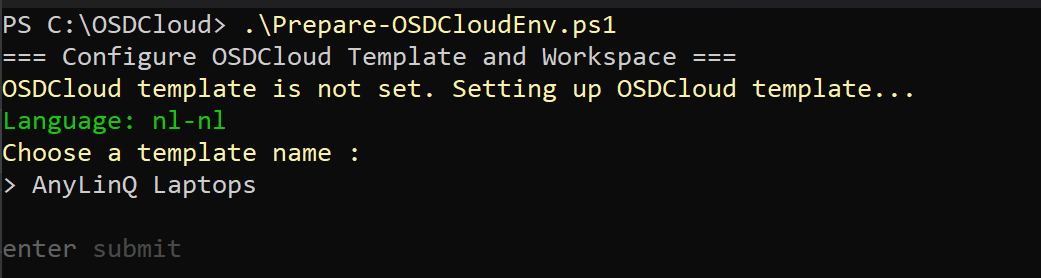 PS C:\OSDCloud> .\Prepare-OSDCloudEnv.ps1
=== Configure OSDCloud Template and Workspace ===
OSDCloud template is not set. Setting up OSDCloud template...
Language: nl-nl
Choose a template name :
> AnyLinQ Laptops
enter submit